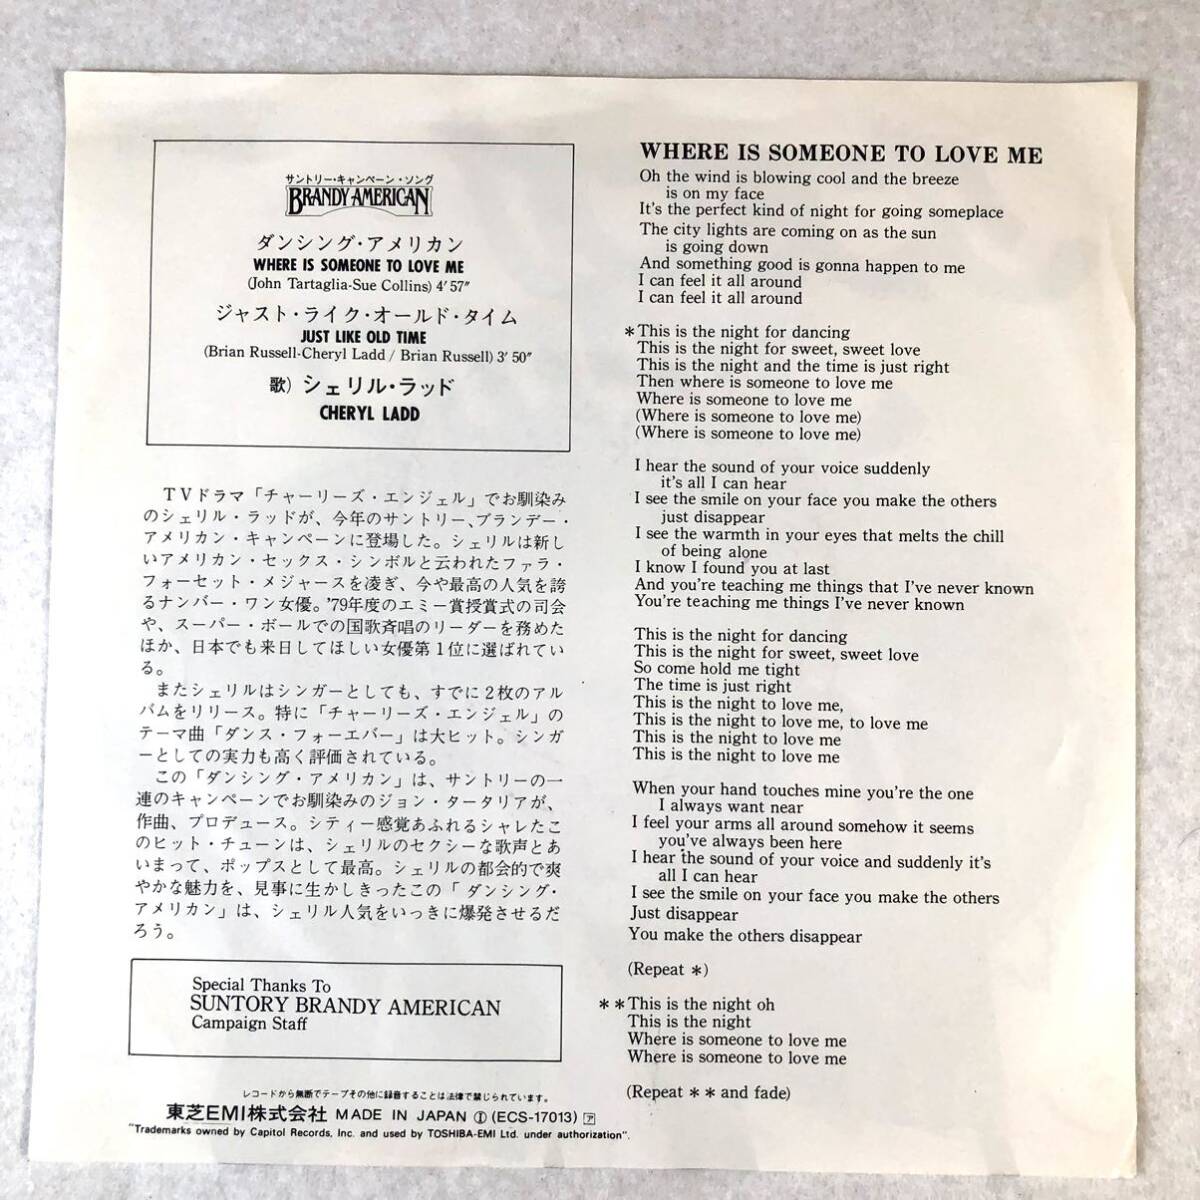 サントリー・キャンペーン・ソング
BRANDY AMERICAN
ダンシング・アメリカン
WHERE IS SOMEONE TO LOVE ME
(John Tartaglia-Sue Collins) 4′57″
ジャスト・ライク・オールド・タイム
JUST LIKE OLD TIME
(Brian Russell-Cheryl Ladd / Brian Russell) 3′50″
歌) シェリル・ラッド
CHERYL LADD
TVドラマ「チャーリーズ・エンジェル」でお馴染み
のシェリル・ラッドが、今年のサントリー、ブランデー・
アメリカン・キャンペーンに登場した。シェリルは新し
いアメリカン・セックス・シンボルと云われたファラ・
フォーセット・メジャースを凌ぎ、今や最高の人気を誇
るナンバー・ワン女優。'79年度のエミー賞授賞式の司会
や、スーパー・ボールでの国歌斉唱のリーダーを務めた
ほか、日本でも来日してほしい女優第1位に選ばれてい
る。
またシェリルはシンガーとしても、すでに2枚のアル
バムをリリース。特に「チャーリーズ・エンジェル」の
テーマ曲「ダンス・フォーエバー」は大ヒット。シンガ
ーとしての実力も高く評価されている。
この「ダンシング・アメリカン」は、サントリーの一
連のキャンペーンでお馴染みのジョン・タータリアが、
作曲、プロデュース。シティー感覚あふれるシャレたこ
のヒット・チューンは、シェリルのセクシーな歌声とあ
いまって、ポップスとして最高。シェリルの都会的で爽
やかな魅力を、見事に生かしきったこの「ダンシング・
アメリカン」は、シェリル人気をいっきに爆発させるだ
ろう。
Special Thanks To
SUNTORY BRANDY AMERICAN
Campaign Staff
レコードから無断でテープその他に録音することは法律で禁じられています。
東芝EMI株式会社 MADE IN JAPAN Ⓘ (ECS-17013) ア
"Trademarks owned by Capitol Records, Inc. and used by TOSHIBA-EMI Ltd. under authorization".
WHERE IS SOMEONE TO LOVE ME
Oh the wind is blowing cool and the breeze
is on my face
It's the perfect kind of night for going someplace
The city lights are coming on as the sun
is going down
And something good is gonna happen to me
I can feel it all around
I can feel it all around
＊This is the night for dancing
This is the night for sweet, sweet love
This is the night and the time is just right
Then where is someone to love me
Where is someone to love me
(Where is someone to love me)
(Where is someone to love me)
I hear the sound of your voice suddenly
it's all I can hear
I see the smile on your face you make the others
just disappear
I see the warmth in your eyes that melts the chill
of being alone
I know I found you at last
And you're teaching me things that I've never known
You're teaching me things I've never known
This is the night for dancing
This is the night for sweet, sweet love
So come hold me tight
The time is just right
This is the night to love me,
This is the night to love me, to love me
This is the night to love me
This is the night to love me
When your hand touches mine you're the one
I always want near
I feel your arms all around somehow it seems
you've always been here
I hear the sound of your voice and suddenly it's
all I can hear
I see the smile on your face you make the others
Just disappear
You make the others disappear
(Repeat ＊)
＊＊This is the night oh
This is the night
Where is someone to love me
Where is someone to love me
(Repeat ＊＊ and fade)